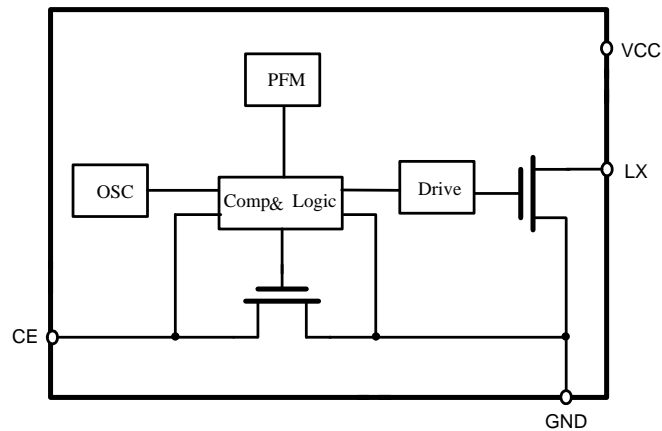 VCC
PFM
LX
OSC
Comp& Logic
Drive
CE
GND